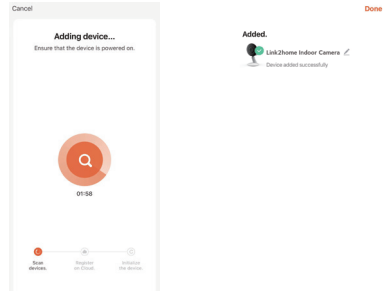 Cancel
Adding device...
Ensure that the device is powered on.
01:58
Scan
devices.
Register
on Cloud.
Initialize
the device.
Done
Added.
Link2home Indoor Camera
Device added successfully